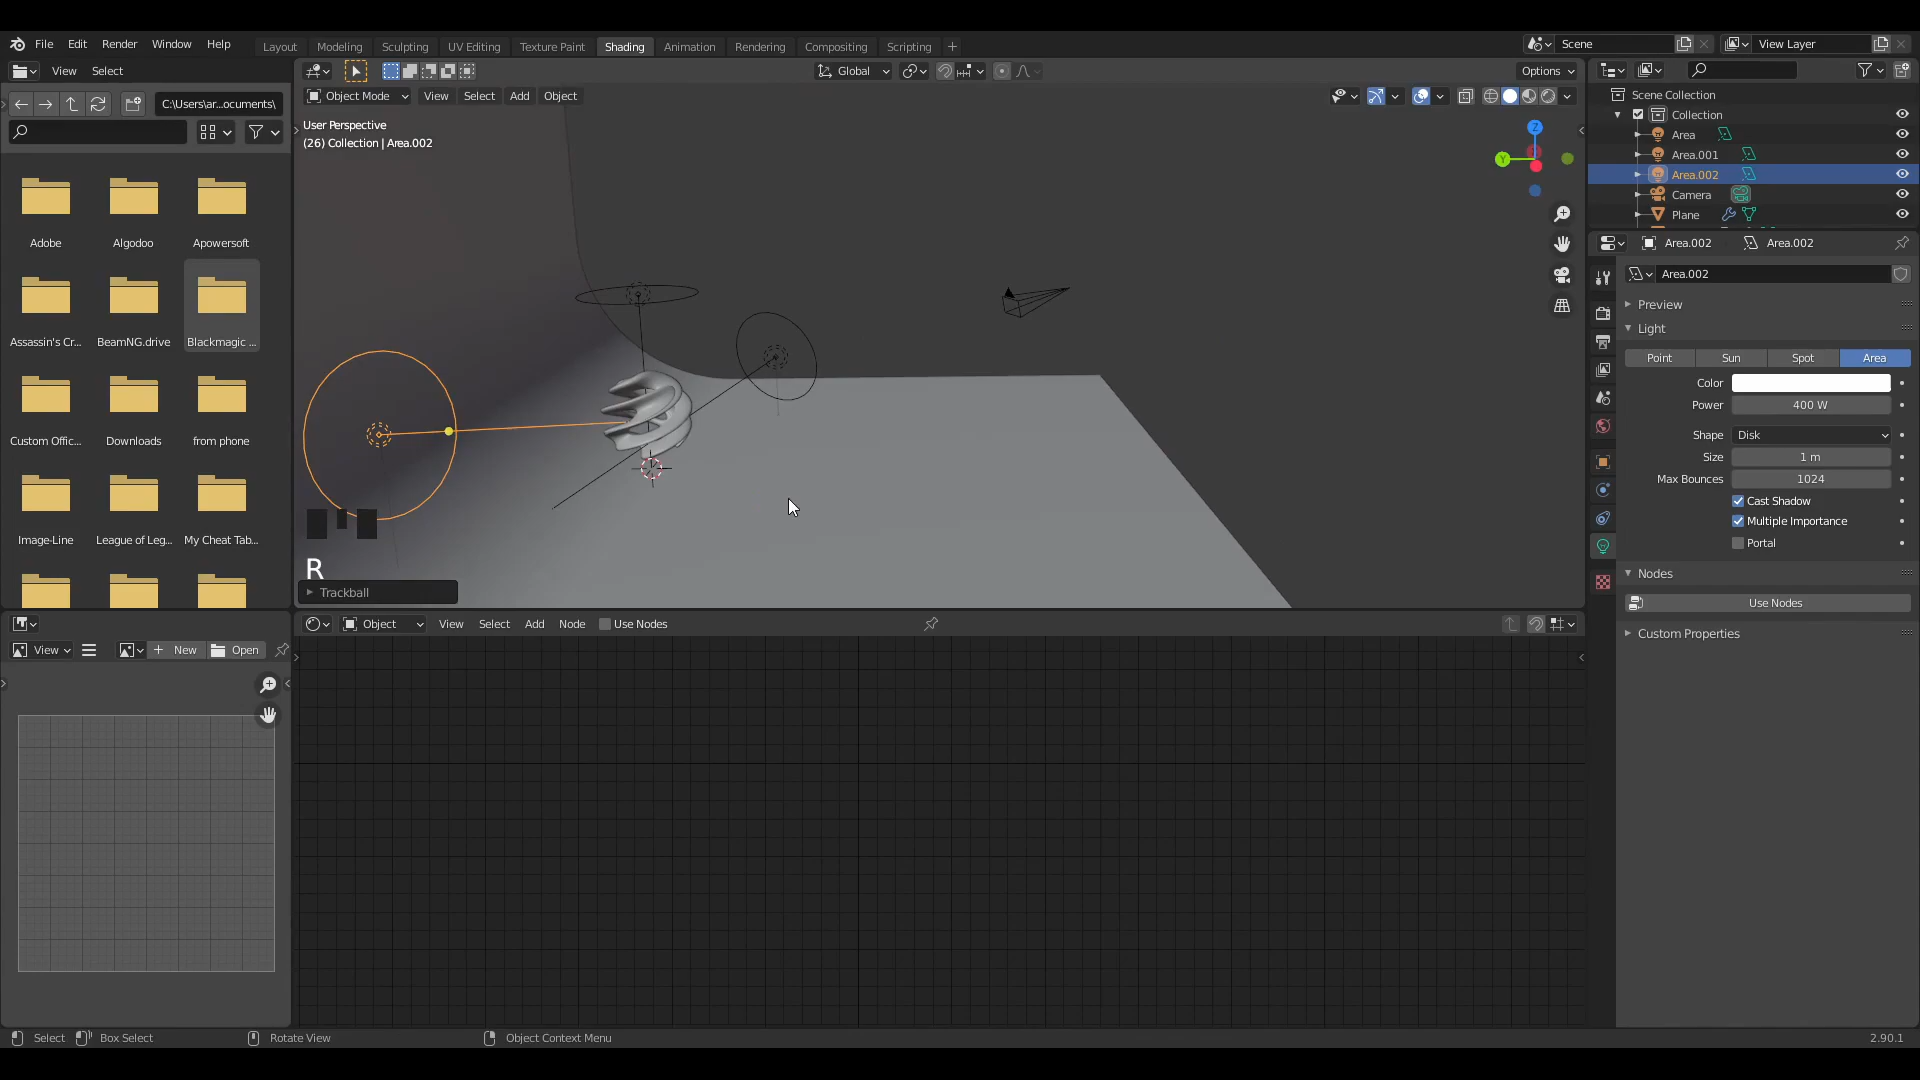 File Edit Render Window Help
Layout Modeling Sculpting UV Editing Texture Paint Shading Animation Rendering Compositing Scripting
Scene
View Layer
View Select
Global
Options
C:\Users\ar...ocuments\
Object Mode View Select Add Object
User Perspective
(26) Collection | Area.002
Z
Y
Adobe Algodoo Apowersoft
Assassin's Cr... BeamNG.drive Blackmagic ...
Custom Offic... Downloads from phone
Image-Line League of Leg... My Cheat Tab...
R
Trackball
Scene Collection
Collection
Area
Area.001
Area.002
Camera
Plane
Area.002 Area.002
Area.002
Preview
Light
Point Sun Spot Area
Color
Power 400 W
Shape Disk
Size 1 m
Max Bounces 1024
Cast Shadow
Multiple Importance
Portal
Nodes
Use Nodes
Custom Properties
Object View Select Add Node Use Nodes
View New Open
Select Box Select Rotate View Object Context Menu
2.90.1